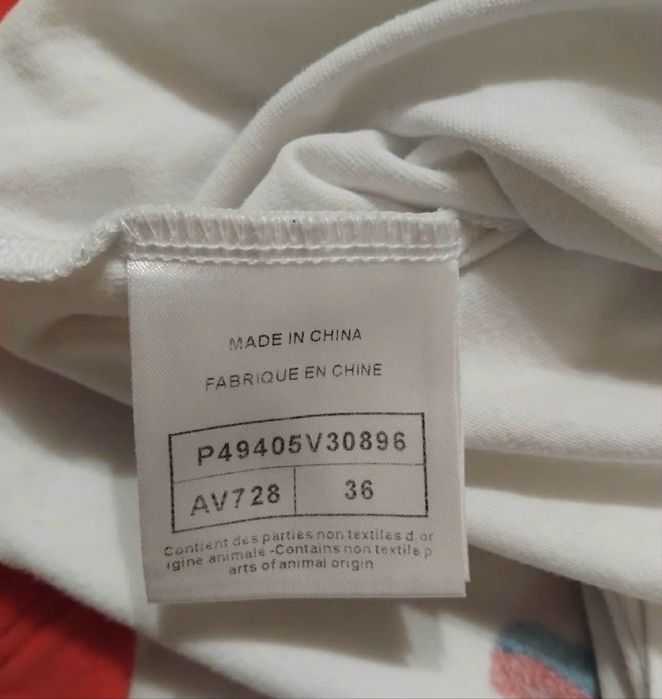 MADE IN CHINA
FABRIQUE EN CHINE
P49405V30896
AV728 36
Contient des parties non textiles d or
igine animale -Contains non textile p
arts of animal origin